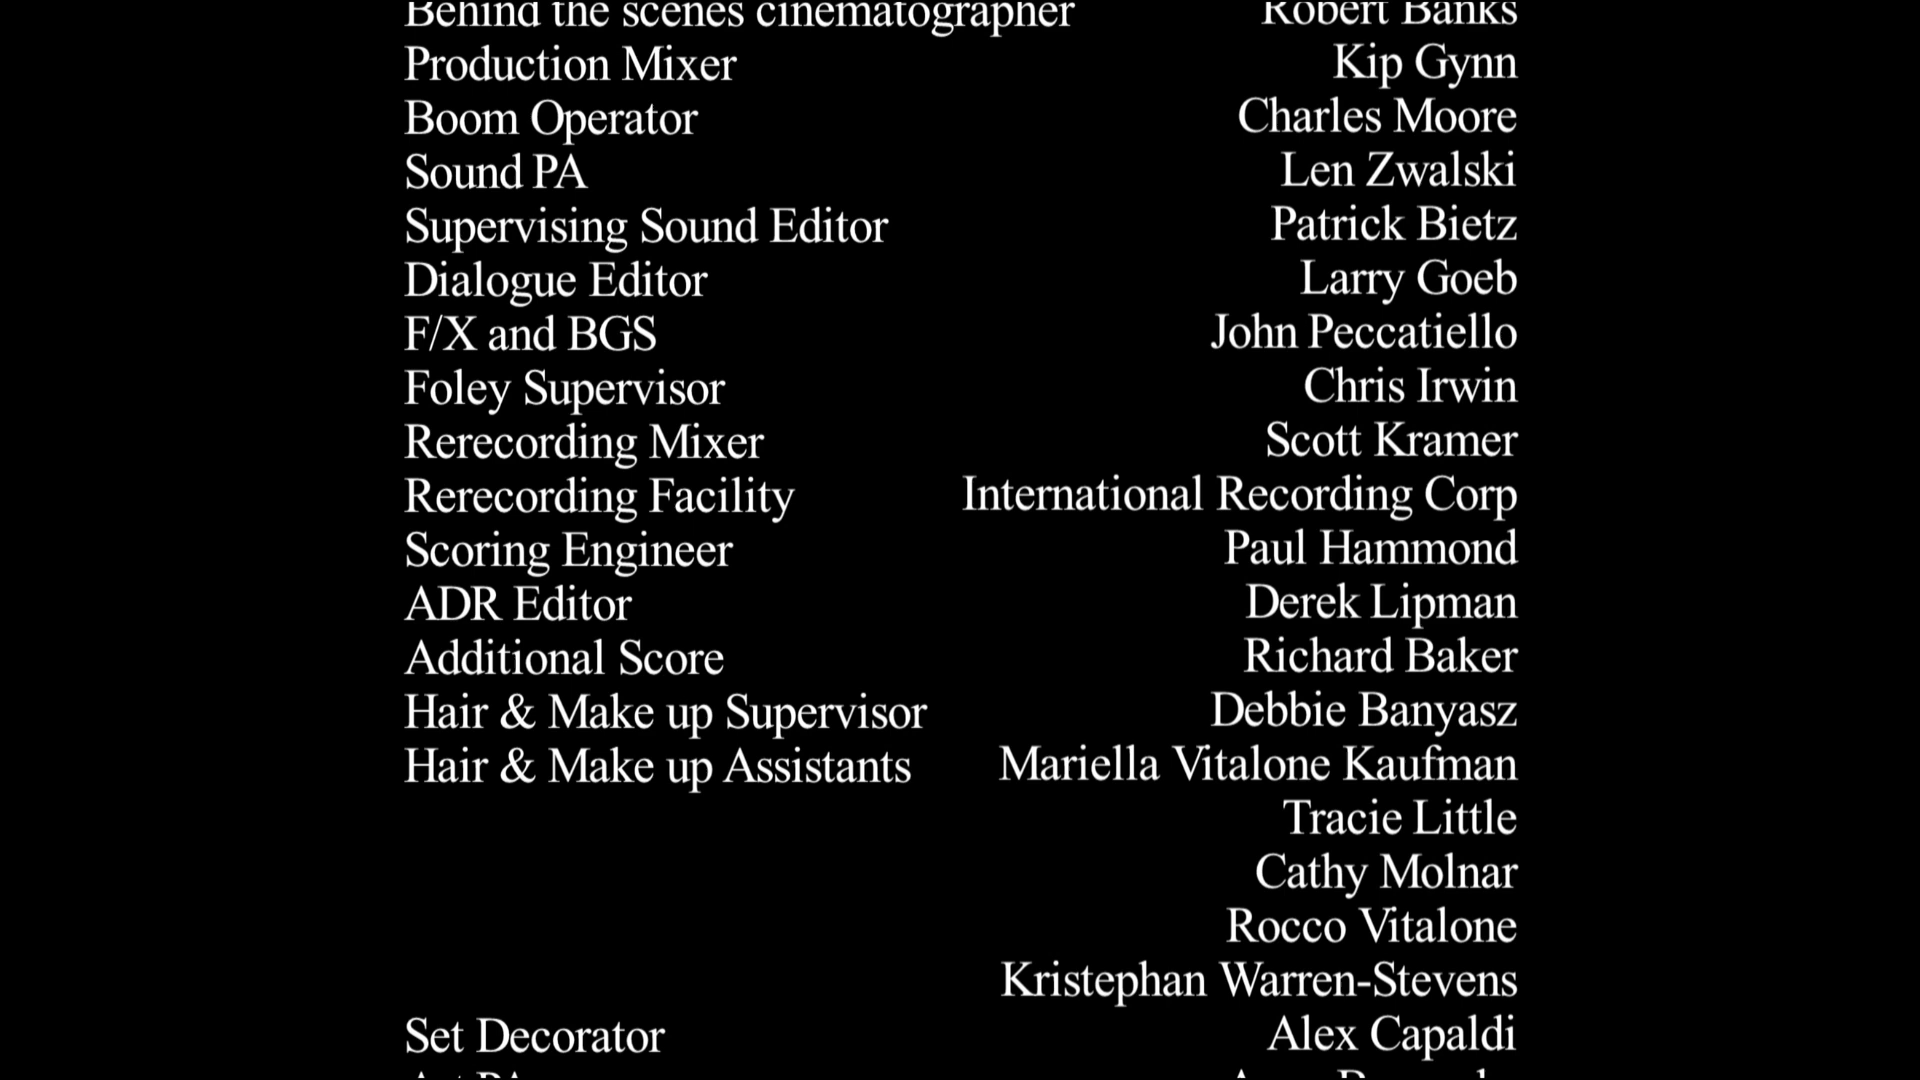 Behind the scenes cinematographer Robert Banks
Production Mixer Kip Gynn
Boom Operator Charles Moore
Sound PA Len Zwalski
Supervising Sound Editor Patrick Bietz
Dialogue Editor Larry Goeb
F/X and BGS John Peccatiello
Foley Supervisor Chris Irwin
Rerecording Mixer Scott Kramer
Rerecording Facility International Recording Corp
Scoring Engineer Paul Hammond
ADR Editor Derek Lipman
Additional Score Richard Baker
Hair & Make up Supervisor Debbie Banyasz
Hair & Make up Assistants Mariella Vitalone Kaufman
Tracie Little
Cathy Molnar
Rocco Vitalone
Kristephan Warren-Stevens
Set Decorator Alex Capaldi